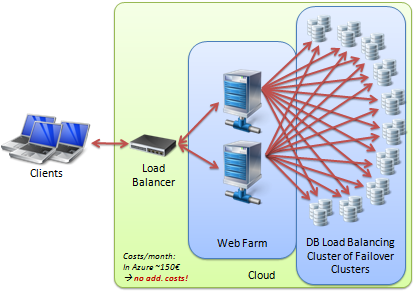 Clients
Load
Balancer
Web Farm
DB Load Balancing
Cluster of Failover
Clusters
Costs/month:
In Azure ~150€
→ no add. costs!
Cloud